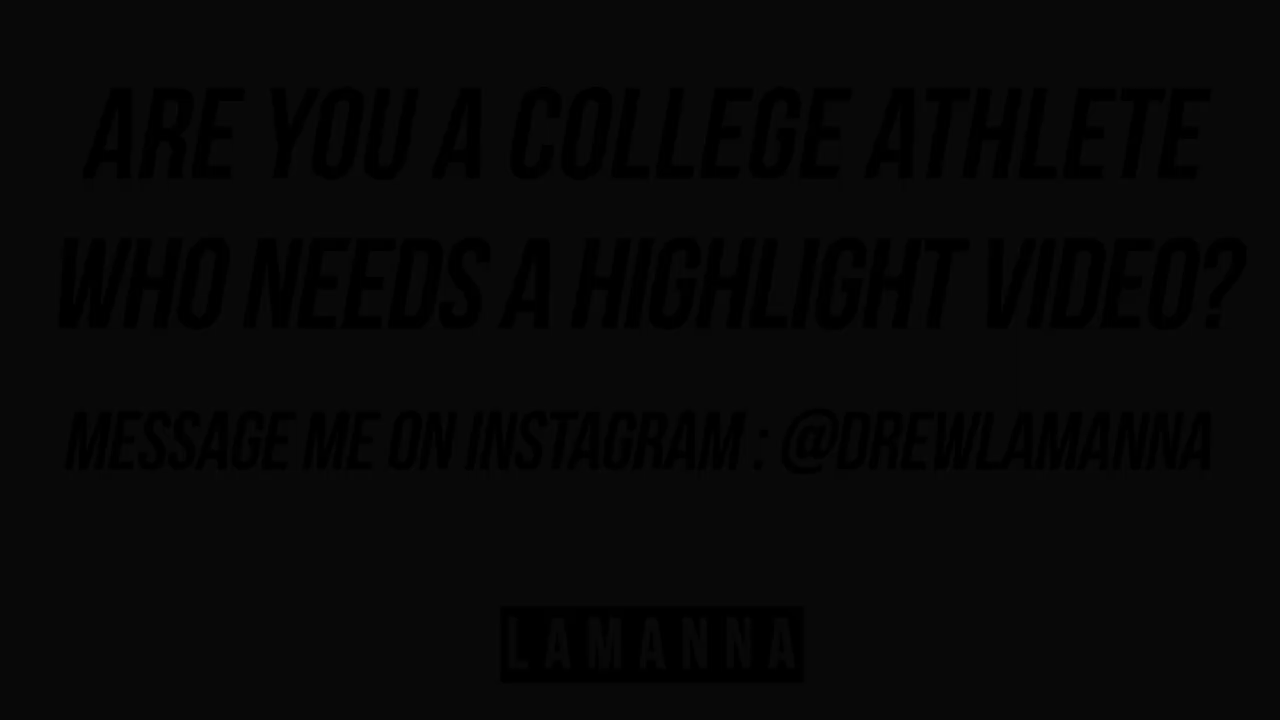 ARE YOU A COLLEGE ATHLETE
WHO NEEDS A HIGHLIGHT VIDEO?
MESSAGE ME ON INSTAGRAM : @DREWLAMANNA
LAMANNA